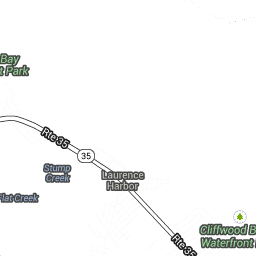 Bay
t Park
Rte 35
35
Stump
Creek
Laurence
Harbor
Flat Creek
Cliffwood B
Waterfront
Rte 35